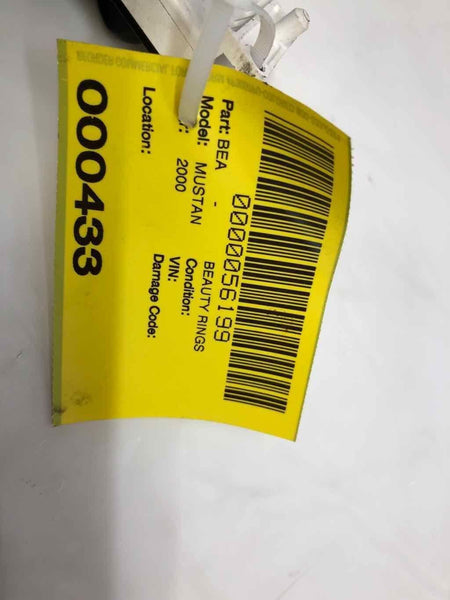 0000056199
Part: BEA - BEAUTY RINGS
Model: MUSTAN Condition:
2000 VIN:
Location: Damage Code:
000433